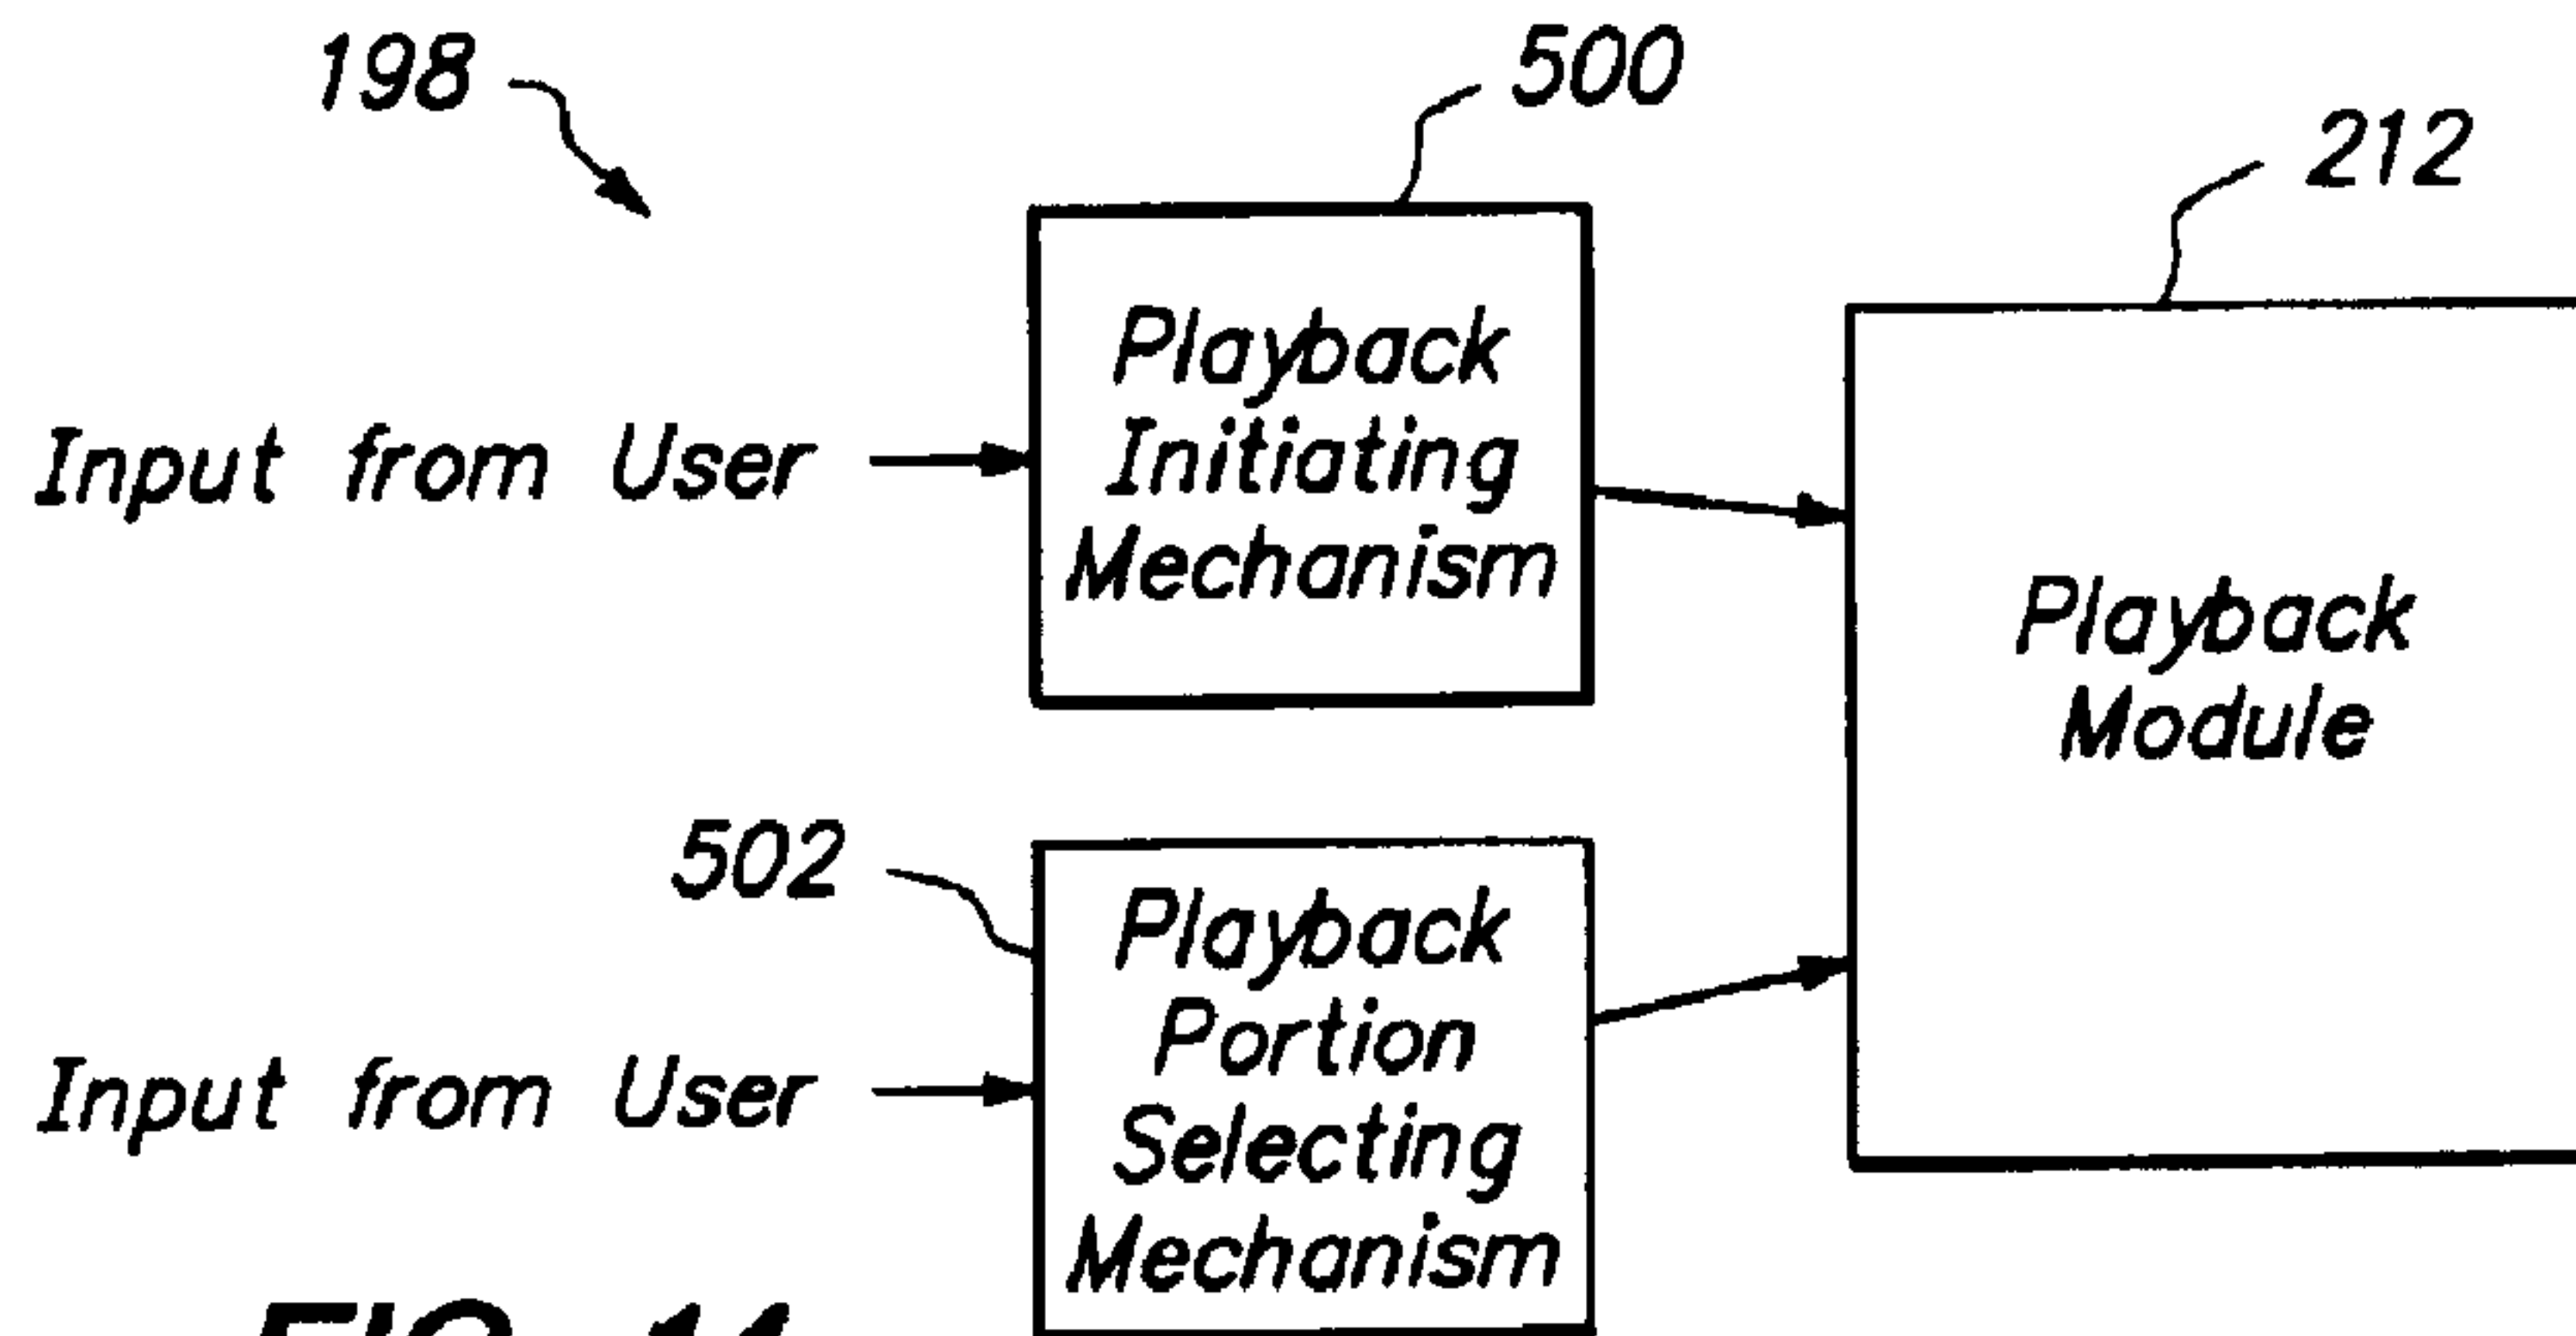 198
500
212
Playback
Initiating
Mechanism
Input from User
Playback
Module
502
Playback
Portion
Selecting
Mechanism
Input from User